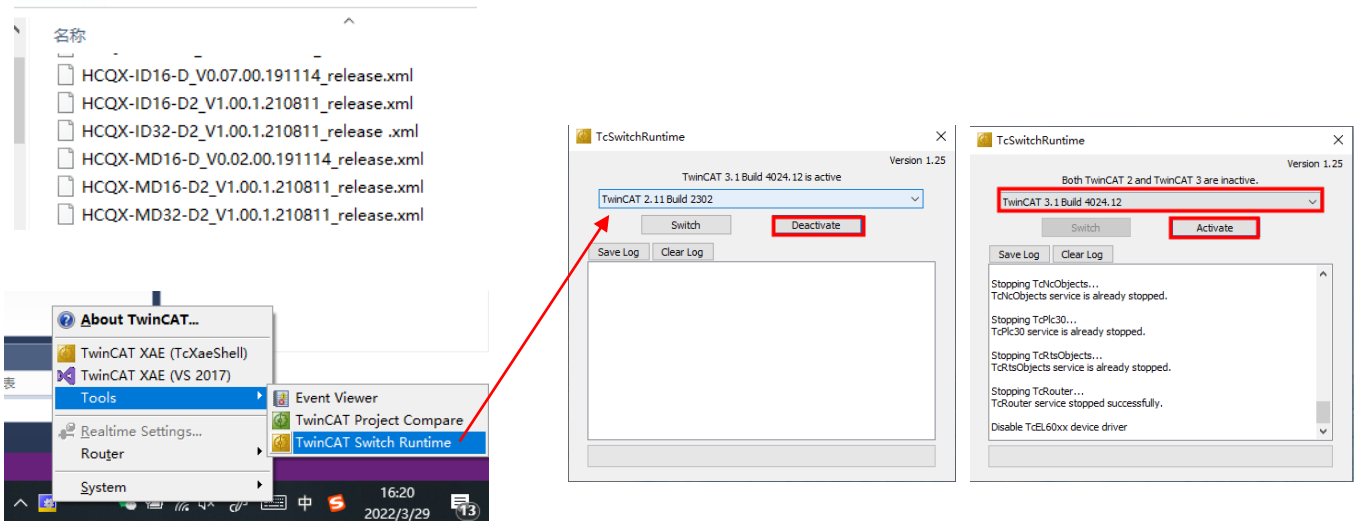 名称
HCQX-ID16-D_V0.07.00.191114_release.xml
HCQX-ID16-D2_V1.00.1.210811_release.xml
HCQX-ID32-D2_V1.00.1.210811_release .xml
HCQX-MD16-D_V0.02.00.191114_release.xml
HCQX-MD16-D2_V1.00.1.210811_release.xml
HCQX-MD32-D2_V1.00.1.210811_release.xml
About TwinCAT...
TwinCAT XAE (TcXaeShell)
TwinCAT XAE (VS 2017)
表
Tools
Realtime Settings...
Router
System
Event Viewer
TwinCAT Project Compare
TwinCAT Switch Runtime
中
16:20
2022/3/29
13
TcSwitchRuntime
Version 1.25
TwinCAT 3.1 Build 4024.12 is active
TwinCAT 2.11 Build 2302
Switch
Deactivate
Save Log
Clear Log
TcSwitchRuntime
Version 1.25
Both TwinCAT 2 and TwinCAT 3 are inactive.
TwinCAT 3.1 Build 4024.12
Switch
Activate
Save Log
Clear Log
Stopping TcNcObjects...
TcNcObjects service is already stopped.
Stopping TcPlc30...
TcPlc30 service is already stopped.
Stopping TcRtsObjects...
TcRtsObjects service is already stopped.
Stopping TcRouter...
TcRouter service stopped successfully.
Disable TcEL60xx device driver